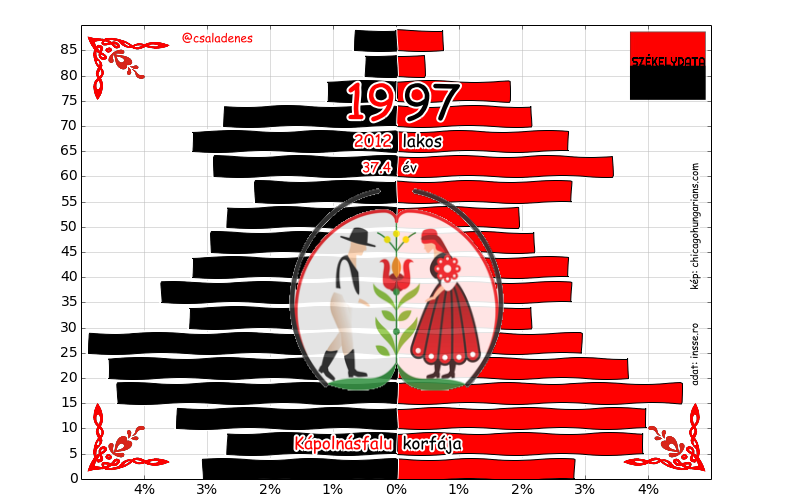 @csaladenes
SZÉKELYDATA
1997
2012 lakos
37.4 év
Kápolnásfalu korfája
kép: chicagohungarians.com
adat: insse.ro
85
80
75
70
65
60
55
50
45
40
35
30
25
20
15
10
5
0
4% 3% 2% 1% 0% 1% 2% 3% 4%